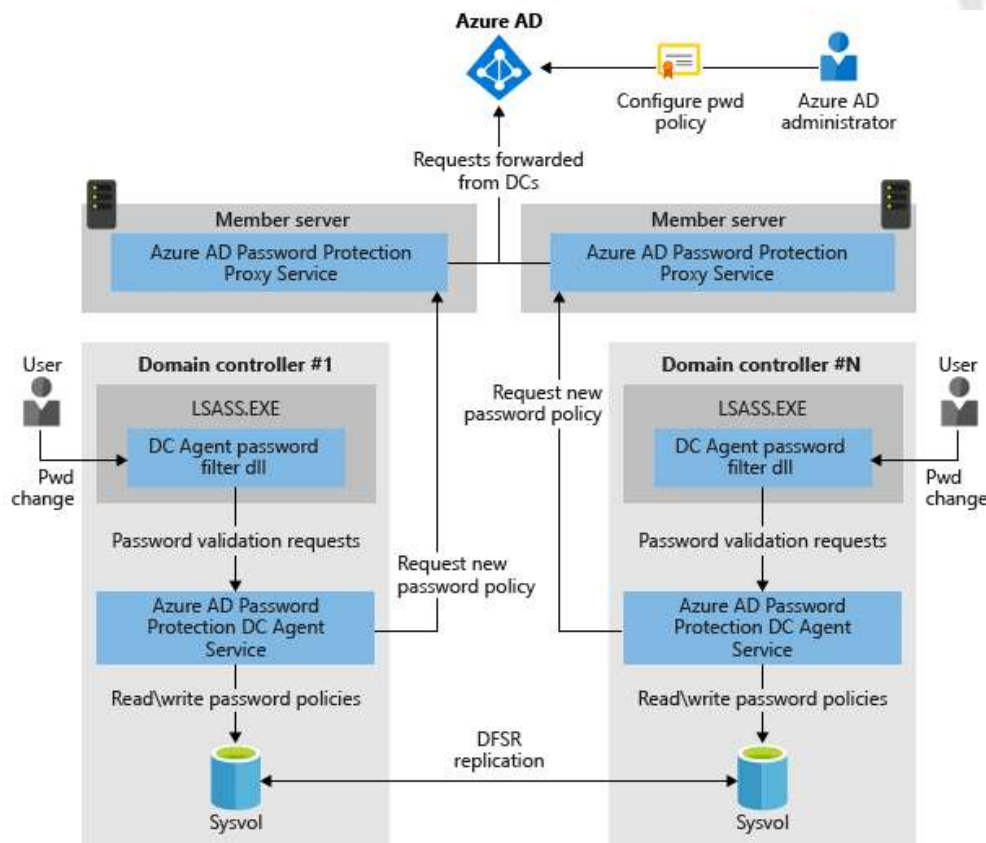 Azure AD
Configure pwd
policy
Azure AD
administrator
Requests forwarded
from DCs
Member server
Azure AD Password Protection
Proxy Service
Member server
Azure AD Password Protection
Proxy Service
User
Pwd
change
Domain controller #1
LSASS.EXE
DC Agent password
filter dll
Password validation requests
Azure AD Password
Protection DC Agent
Service
Read\write password policies
Sysvol
Request new
password policy
Request new
password policy
DFSR
replication
Domain controller #N
LSASS.EXE
DC Agent password
filter dll
Password validation requests
Azure AD Password
Protection DC Agent
Service
Read\write password policies
Sysvol
User
Pwd
change